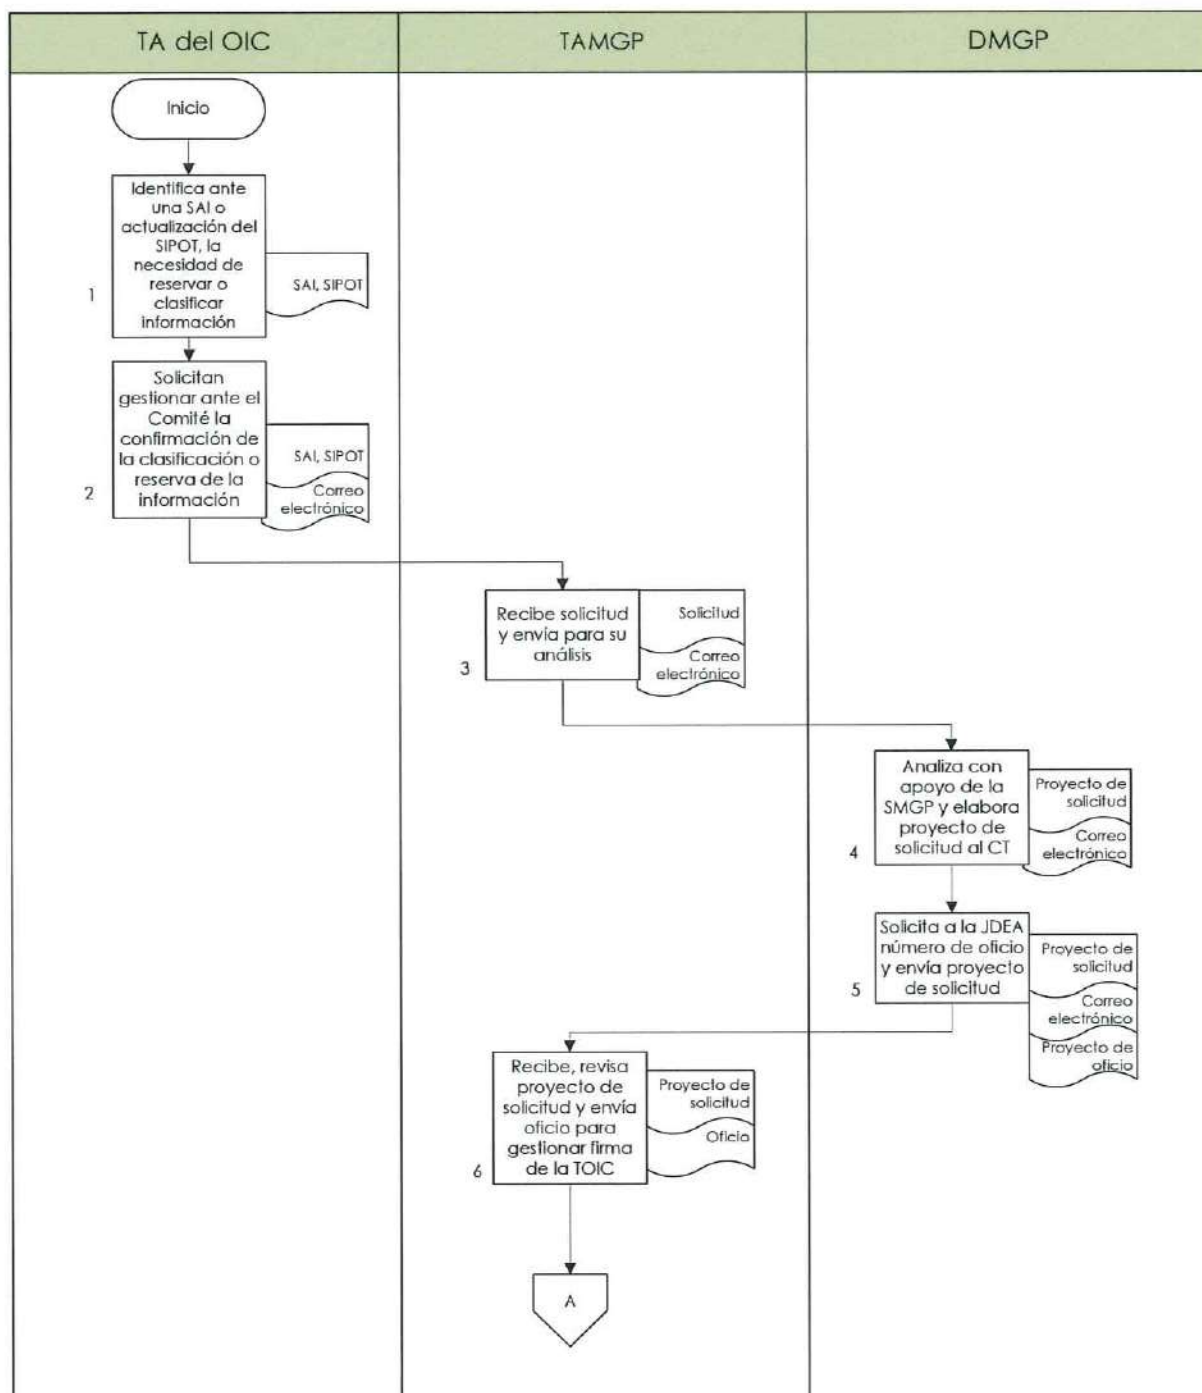 TA del OIC
TAMGP
DMGP
Inicio
Identifica ante
una SAI o
actualización del
SIPOT, la
necesidad de
reservar o
clasificar
información
SAI, SIPOT
1
Solicitan
gestionar ante el
Comité la
confirmación de
la clasificación o
reserva de la
información
SAI, SIPOT
Correo
electrónico
2
Recibe solicitud
y envía para su
análisis
Solicitud
Correo
electrónico
3
Analiza con
apoyo de la
SMGP y elabora
proyecto de
solicitud al CT
Proyecto de
solicitud
Correo
electrónico
4
Solicita a la JDEA
número de oficio
y envía proyecto
de solicitud
Proyecto de
solicitud
Correo
electrónico
Proyecto de
oficio
5
Recibe, revisa
proyecto de
solicitud y envía
oficio para
gestionar firma
de la TOIC
Proyecto de
solicitud
Oficio
6
A